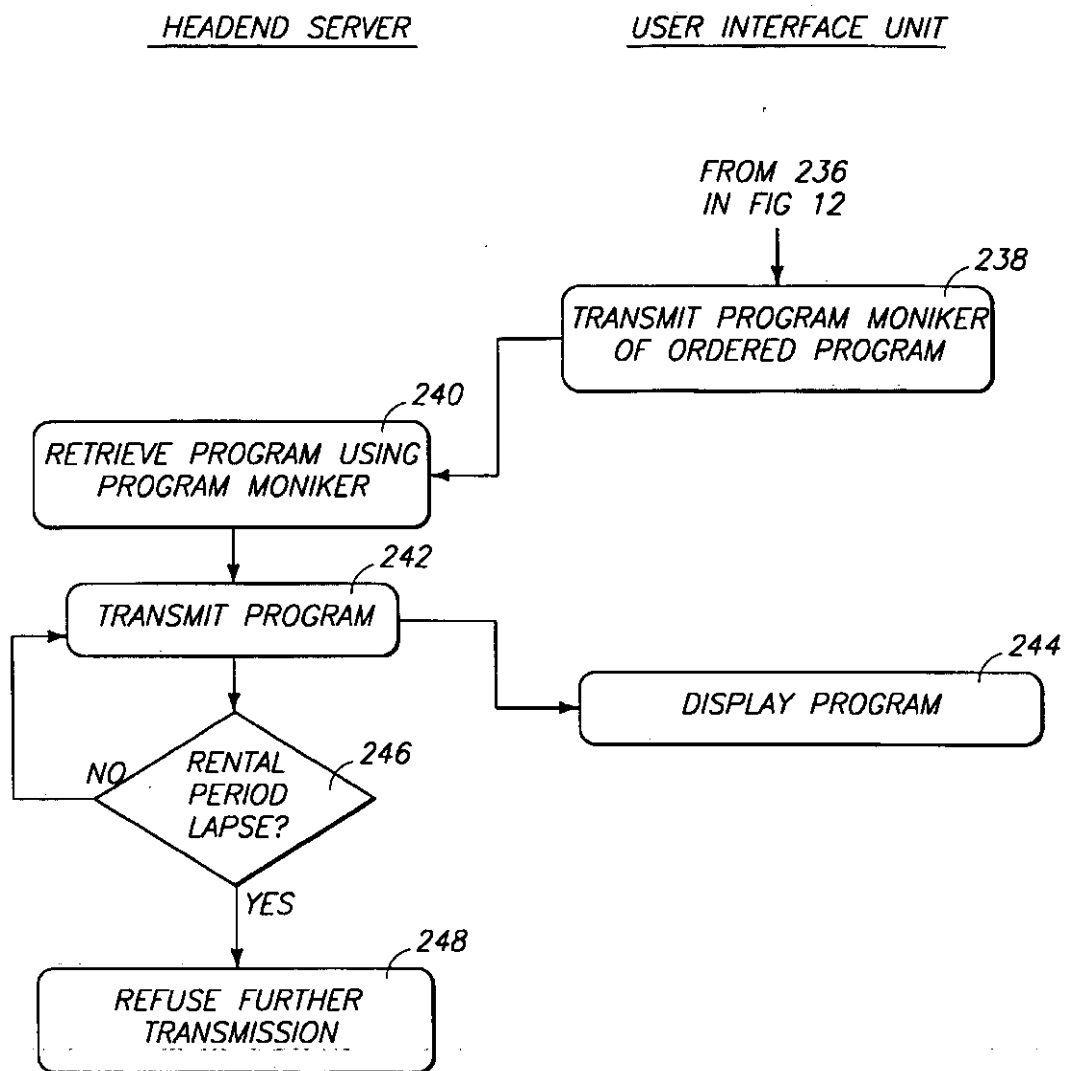 HEADEND SERVER
USER INTERFACE UNIT
FROM 236
IN FIG 12
238
TRANSMIT PROGRAM MONIKER
OF ORDERED PROGRAM
240
RETRIEVE PROGRAM USING
PROGRAM MONIKER
242
TRANSMIT PROGRAM
244
DISPLAY PROGRAM
246
NO
RENTAL
PERIOD
LAPSE?
YES
248
REFUSE FURTHER
TRANSMISSION